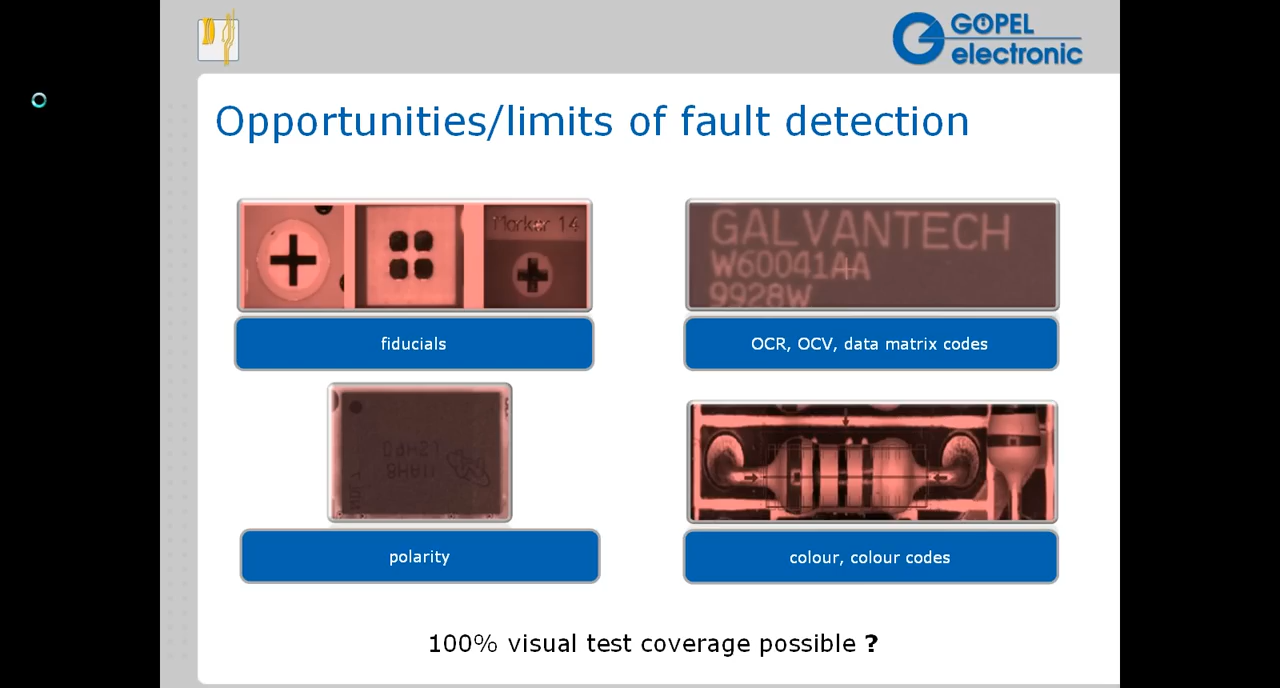 GÖPEL
electronic
Opportunities/limits of fault detection
Marker 14
GALVANTECH
W60041AA
9928W
fiducials
OCR, OCV, data matrix codes
polarity
colour, colour codes
100% visual test coverage possible ?